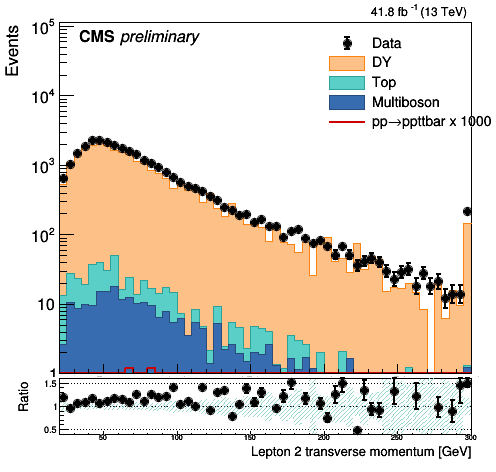 41.8 fb⁻¹ (13 TeV)
CMS preliminary
Events
10⁵
10⁴
10³
10²
10
1
Data
DY
Top
Multiboson
pp→ppttbar x 1000
Ratio
1.5
1
0.5
50 100 150 200 250 300
Lepton 2 transverse momentum [GeV]